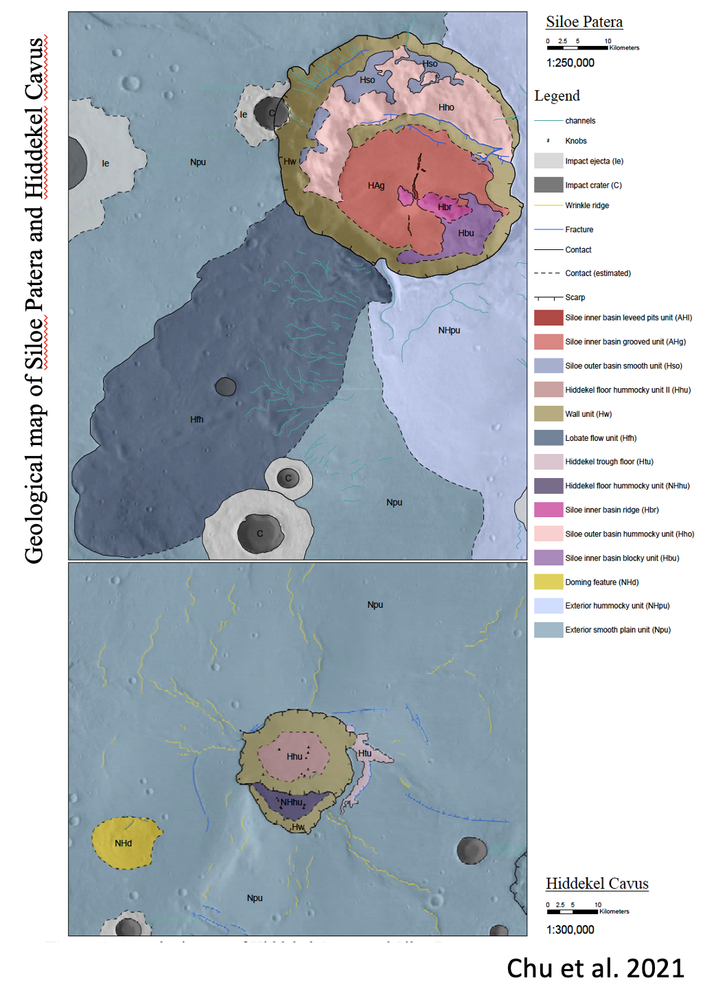 Geological map of Siloe Patera and Hiddekel Cavus
Siloe Patera
0 2.5 5 10
Kilometers
1:250,000
Legend
channels
Knobs
Impact ejecta (Ie)
Impact crater (C)
Wrinkle ridge
Fracture
Contact
Contact (estimated)
Scarp
Siloe inner basin leveed pits unit (AHl)
Siloe inner basin grooved unit (AHg)
Siloe outer basin smooth unit (Hso)
Hiddekel floor hummocky unit II (Hhu)
Wall unit (Hw)
Lobate flow unit (Hfh)
Hiddekel trough floor (Htu)
Hiddekel floor hummocky unit (NHhu)
Siloe inner basin ridge (Hbr)
Siloe outer basin hummocky unit (Hho)
Siloe inner basin blocky unit (Hbu)
Doming feature (NHd)
Exterior hummocky unit (NHpu)
Exterior smooth plain unit (Npu)
Hso
Hso
Hho
Ie
C
Ie
Npu
Hw
HAg
Hbr
Hbu
NHpu
Hfh
C
Npu
C
Npu
Hhu
Htu
NHhu
Hw
NHd
Npu
Hiddekel Cavus
0 2.5 5 10
Kilometers
1:300,000
Chu et al. 2021